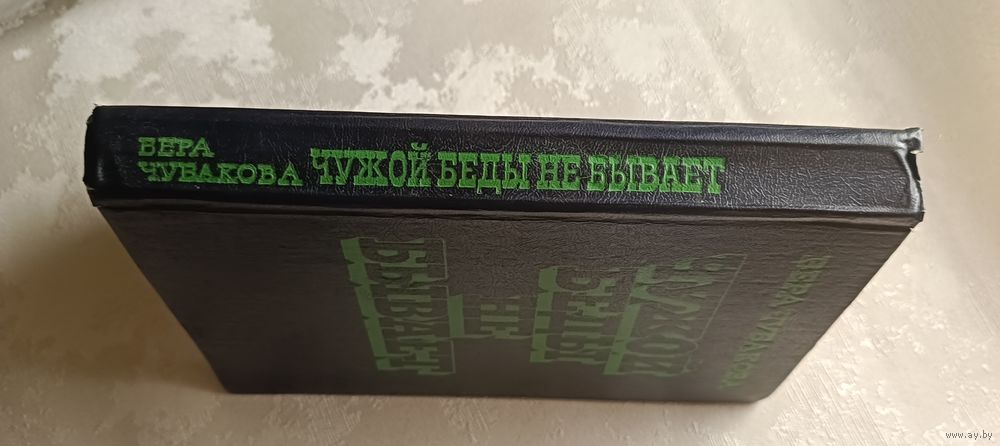 ВЕРА
ЧУБАКОВА
ЧУЖОЙ БЕДЫ НЕ БЫВАЕТ
ВЕРА ЧУБАКОВА
ЧУЖОЙ
БЕДЫ
НЕ
БЫВАЕТ
www.ay.by